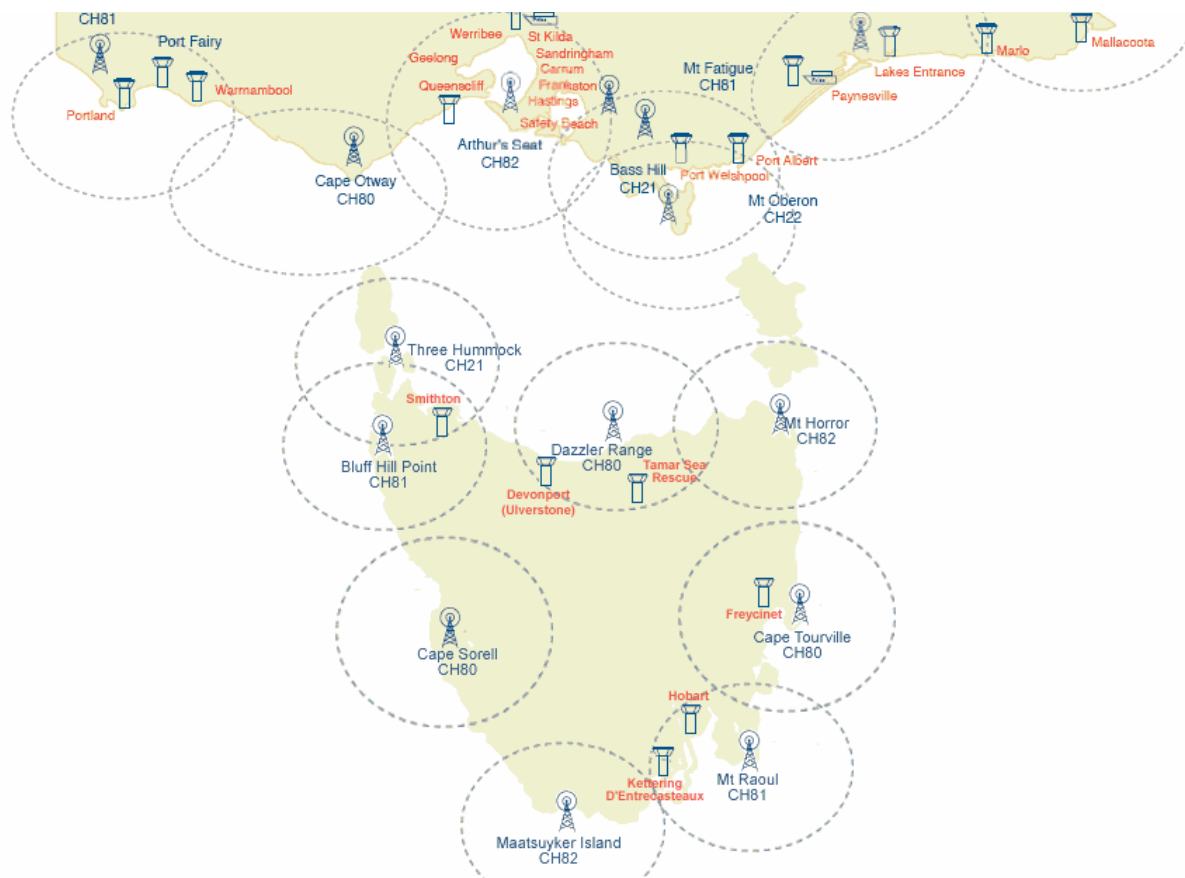 CH81
Port Fairy
Portland
Warrnambool
Werribee
St Kilda
Geelong
Sandringham
Carrum
Queenscliff
Frankston
Hastings
Safety Beach
Arthur's Seat
CH82
Cape Otway
CH80
Mt Fatigue
CH81
Lakes Entrance
Paynesville
Marlo
Mallacoota
Bass Hill
CH21
Port Welshpool
Port Albert
Mt Oberon
CH22
Three Hummock
CH21
Smithton
Bluff Hill Point
CH81
Dazzler Range
CH80
Mt Horror
CH82
Tamar Sea
Rescue
Devonport
(Ulverstone)
Cape Sorell
CH80
Freycinet
Cape Tourville
CH80
Hobart
Kettering
D'Entrecasteaux
Mt Raoul
CH81
Maatsuyker Island
CH82